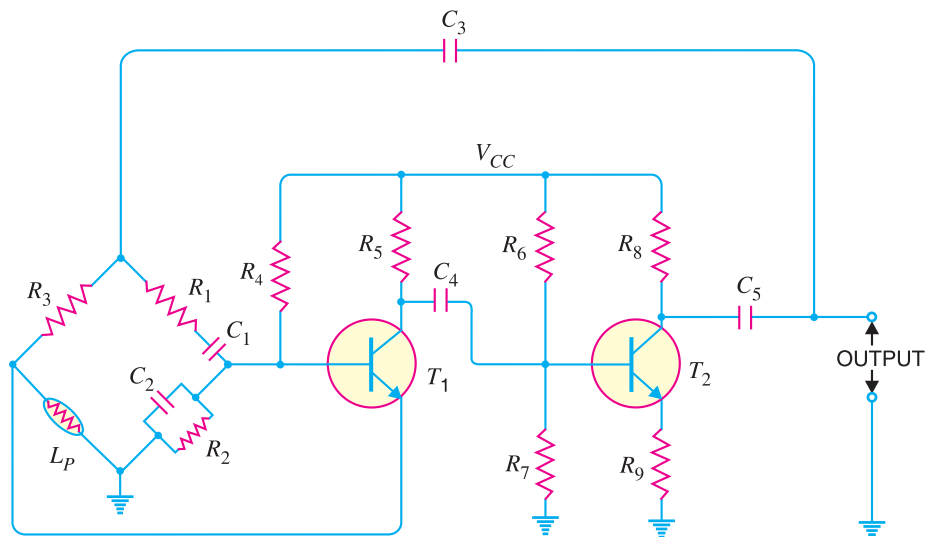 C3
VCC
R3
R1
R4
R5
R6
R8
C4
C5
C1
C2
T1
T2
OUTPUT
LP
R2
R7
R9